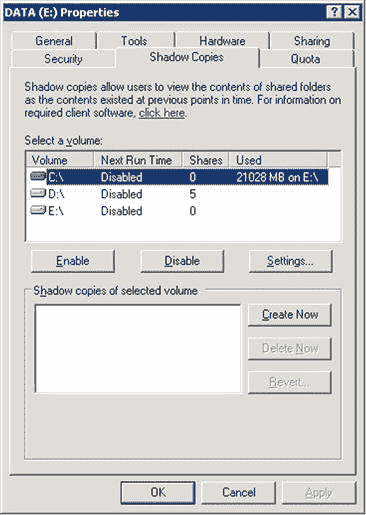 DATA (E:) Properties
General Tools Hardware Sharing
Security Shadow Copies Quota
Shadow copies allow users to view the contents of shared folders
as the contents existed at previous points in time. For information on
required client software, click here.
Select a volume:
Volume Next Run Time Shares Used
C:\ Disabled 0 21028 MB on E:\
D:\ Disabled 5
E:\ Disabled 0
Enable Disable Settings...
Shadow copies of selected volume
Create Now
Delete Now
Revert...
OK Cancel Apply